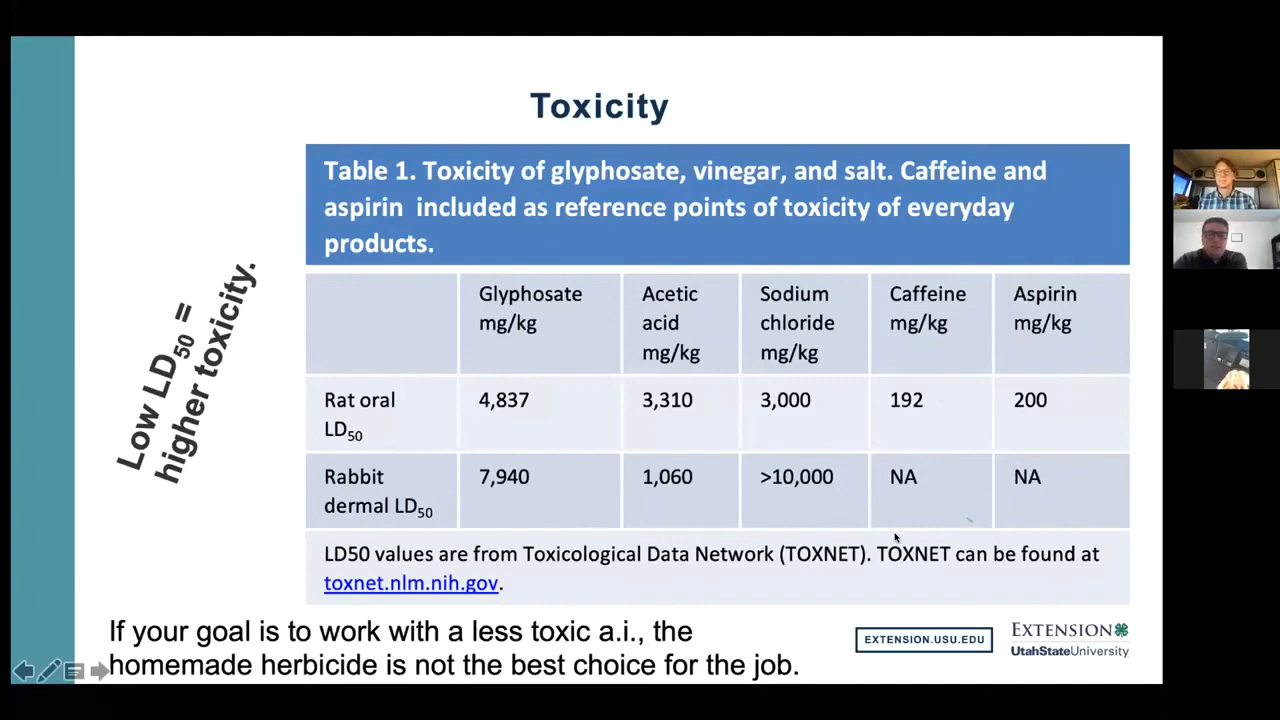 Toxicity
Table 1. Toxicity of glyphosate, vinegar, and salt. Caffeine and
aspirin included as reference points of toxicity of everyday
products.
Glyphosate
mg/kg
Acetic
acid
mg/kg
Sodium
chloride
mg/kg
Caffeine
mg/kg
Aspirin
mg/kg
Rat oral
LD50
4,837
3,310
3,000
192
200
Rabbit
dermal LD50
7,940
1,060
>10,000
NA
NA
LD50 values are from Toxicological Data Network (TOXNET). TOXNET can be found at
toxnet.nlm.nih.gov.
Low LD50 =
higher toxicity.
If your goal is to work with a less toxic a.i., the
homemade herbicide is not the best choice for the job.
EXTENSION.USU.EDU
EXTENSION
UtahStateUniversity